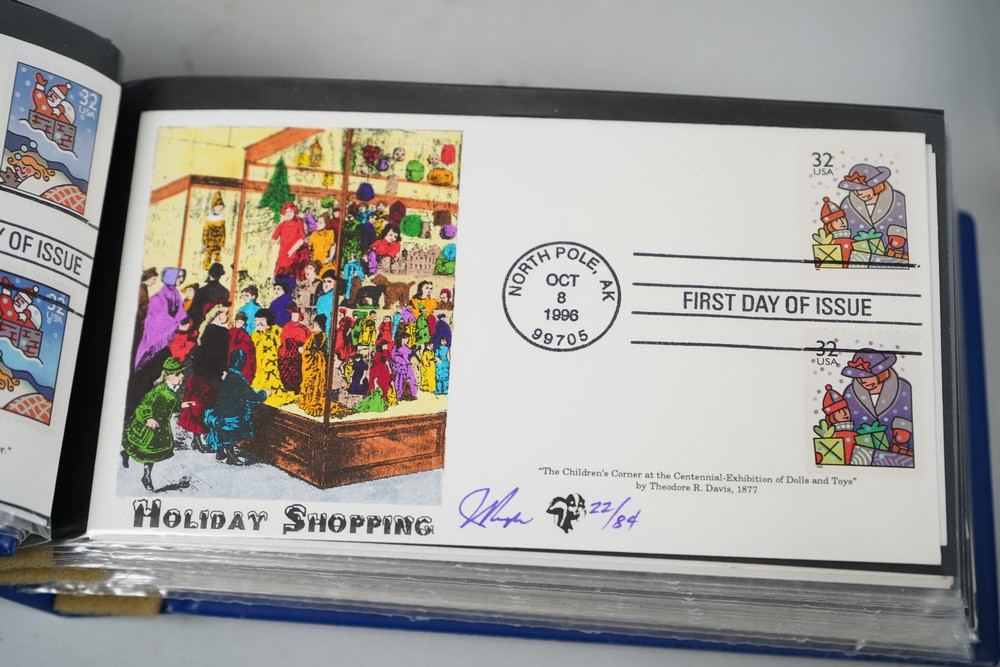 32
USA
Y OF ISSUE
32
USA
r."
HOLIDAY SHOPPING
NORTH POLE, AK
OCT
8
1996
99705
FIRST DAY OF ISSUE
32
USA
32
USA
"The Children's Corner at the Centennial-Exhibition of Dolls and Toys"
by Theodore R. Davis, 1877
22/84